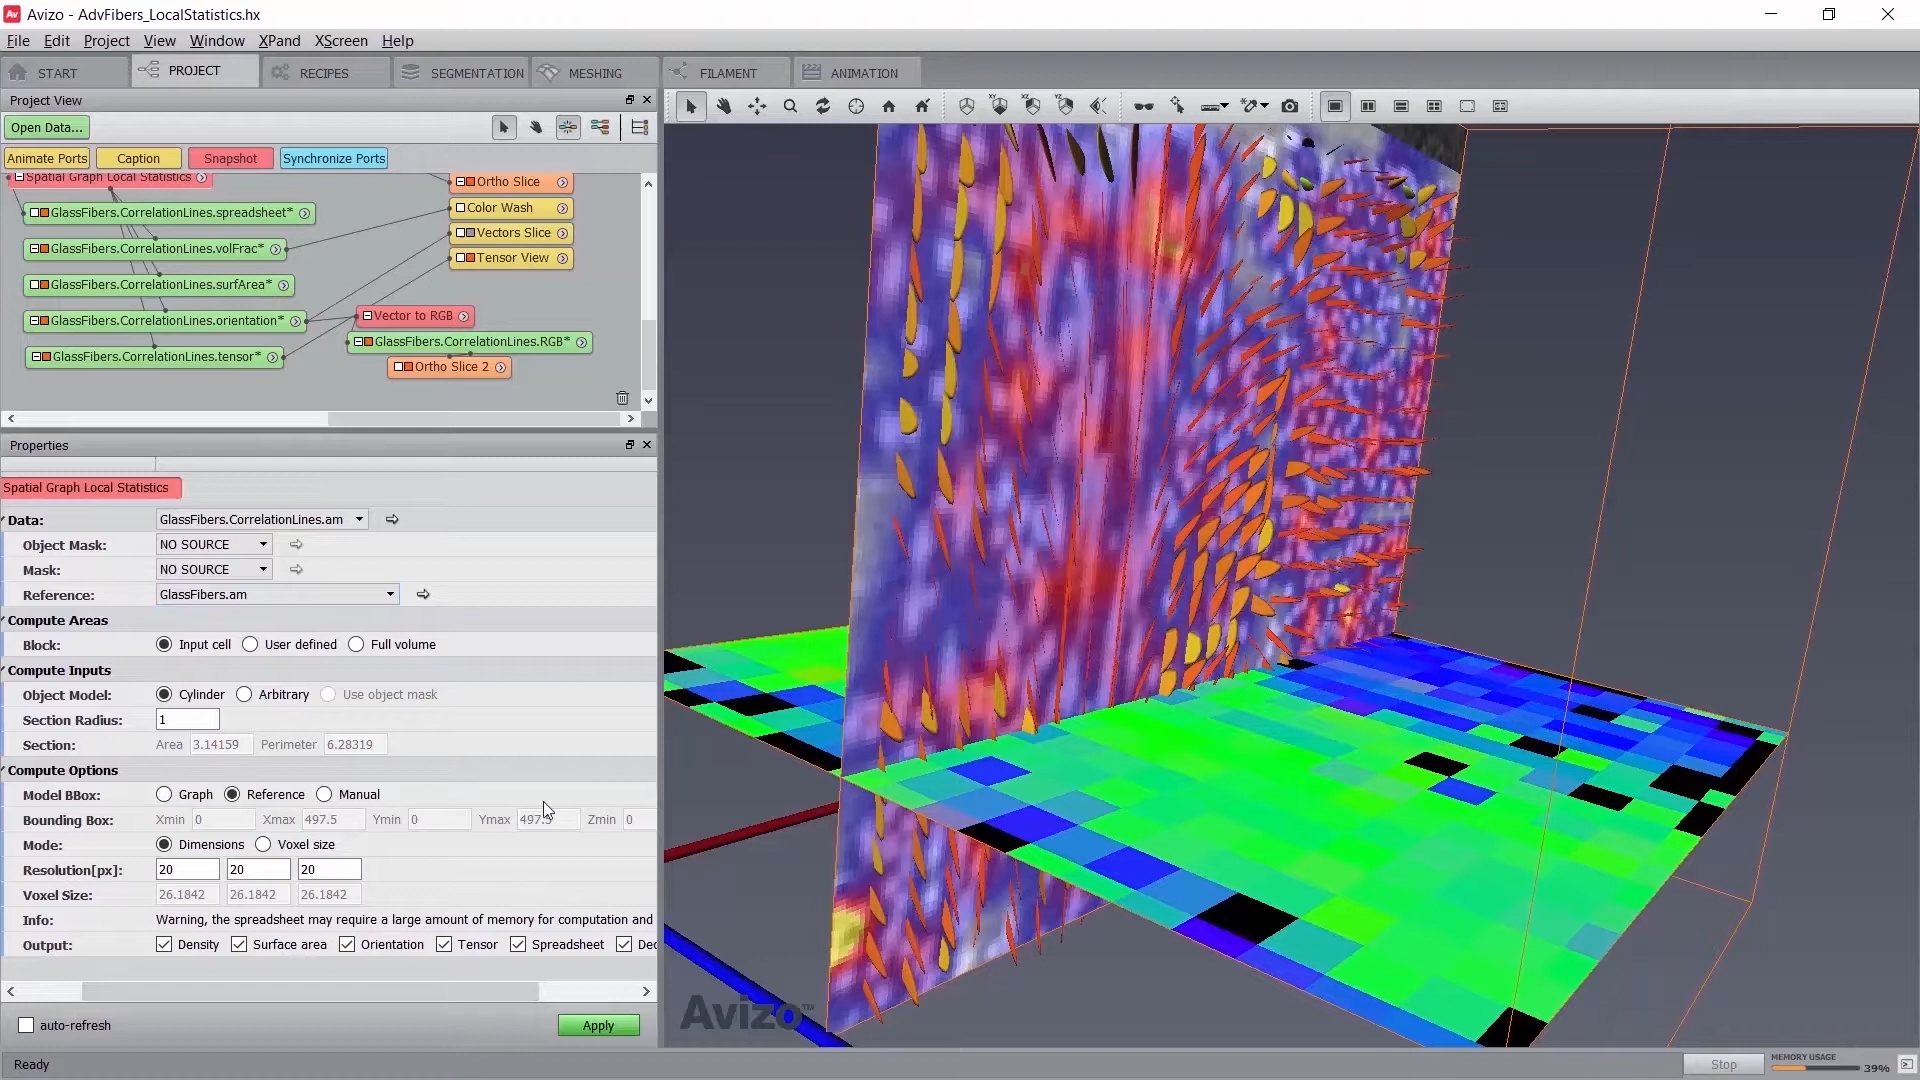 Avizo - AdvFibers_LocalStatistics.hx
File Edit Project View Window XPand XScreen Help
START PROJECT RECIPES SEGMENTATION MESHING FILAMENT ANIMATION
Project View
Open Data...
Animate Ports Caption Snapshot Synchronize Ports
Spatial Graph Local Statistics
Ortho Slice
GlassFibers.CorrelationLines.spreadsheet*
Color Wash
Vectors Slice
GlassFibers.CorrelationLines.volFrac*
Tensor View
GlassFibers.CorrelationLines.surfArea*
GlassFibers.CorrelationLines.orientation*
Vector to RGB
GlassFibers.CorrelationLines.RGB*
GlassFibers.CorrelationLines.tensor*
Ortho Slice 2
Properties
Spatial Graph Local Statistics
Data: GlassFibers.CorrelationLines.am
Object Mask: NO SOURCE
Mask: NO SOURCE
Reference: GlassFibers.am
Compute Areas
Block: Input cell User defined Full volume
Compute Inputs
Object Model: Cylinder Arbitrary Use object mask
Section Radius: 1
Section: Area 3.14159 Perimeter 6.28319
Compute Options
Model BBox: Graph Reference Manual
Bounding Box: Xmin 0 Xmax 497.5 Ymin 0 Ymax 497.5 Zmin 0
Mode: Dimensions Voxel size
Resolution[px]: 20 20 20
Voxel Size: 26.1842 26.1842 26.1842
Info: Warning, the spreadsheet may require a large amount of memory for computation and
Output: Density Surface area Orientation Tensor Spreadsheet Dec
auto-refresh
Apply
Avizo™
Ready
Stop
MEMORY USAGE
39%